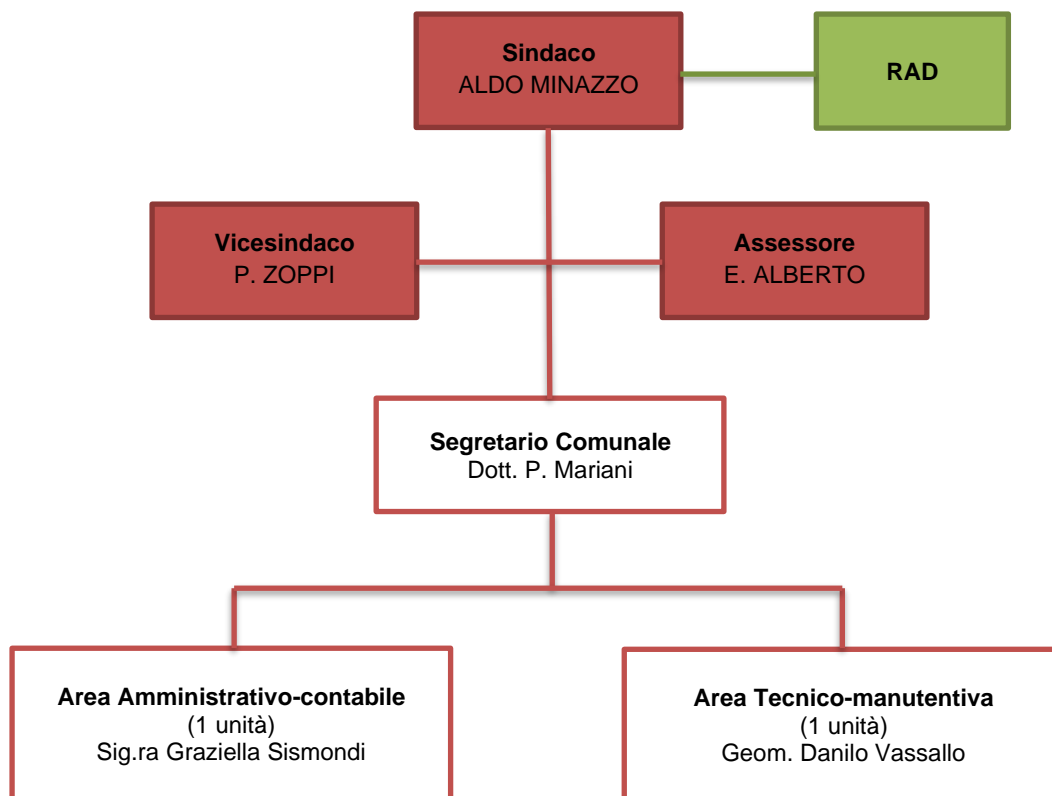 Sindaco
ALDO MINAZZO
RAD
Vicesindaco
P. ZOPPI
Assessore
E. ALBERTO
Segretario Comunale
Dott. P. Mariani
Area Amministrativo-contabile
(1 unità)
Sig.ra Graziella Sismondi
Area Tecnico-manutentiva
(1 unità)
Geom. Danilo Vassallo